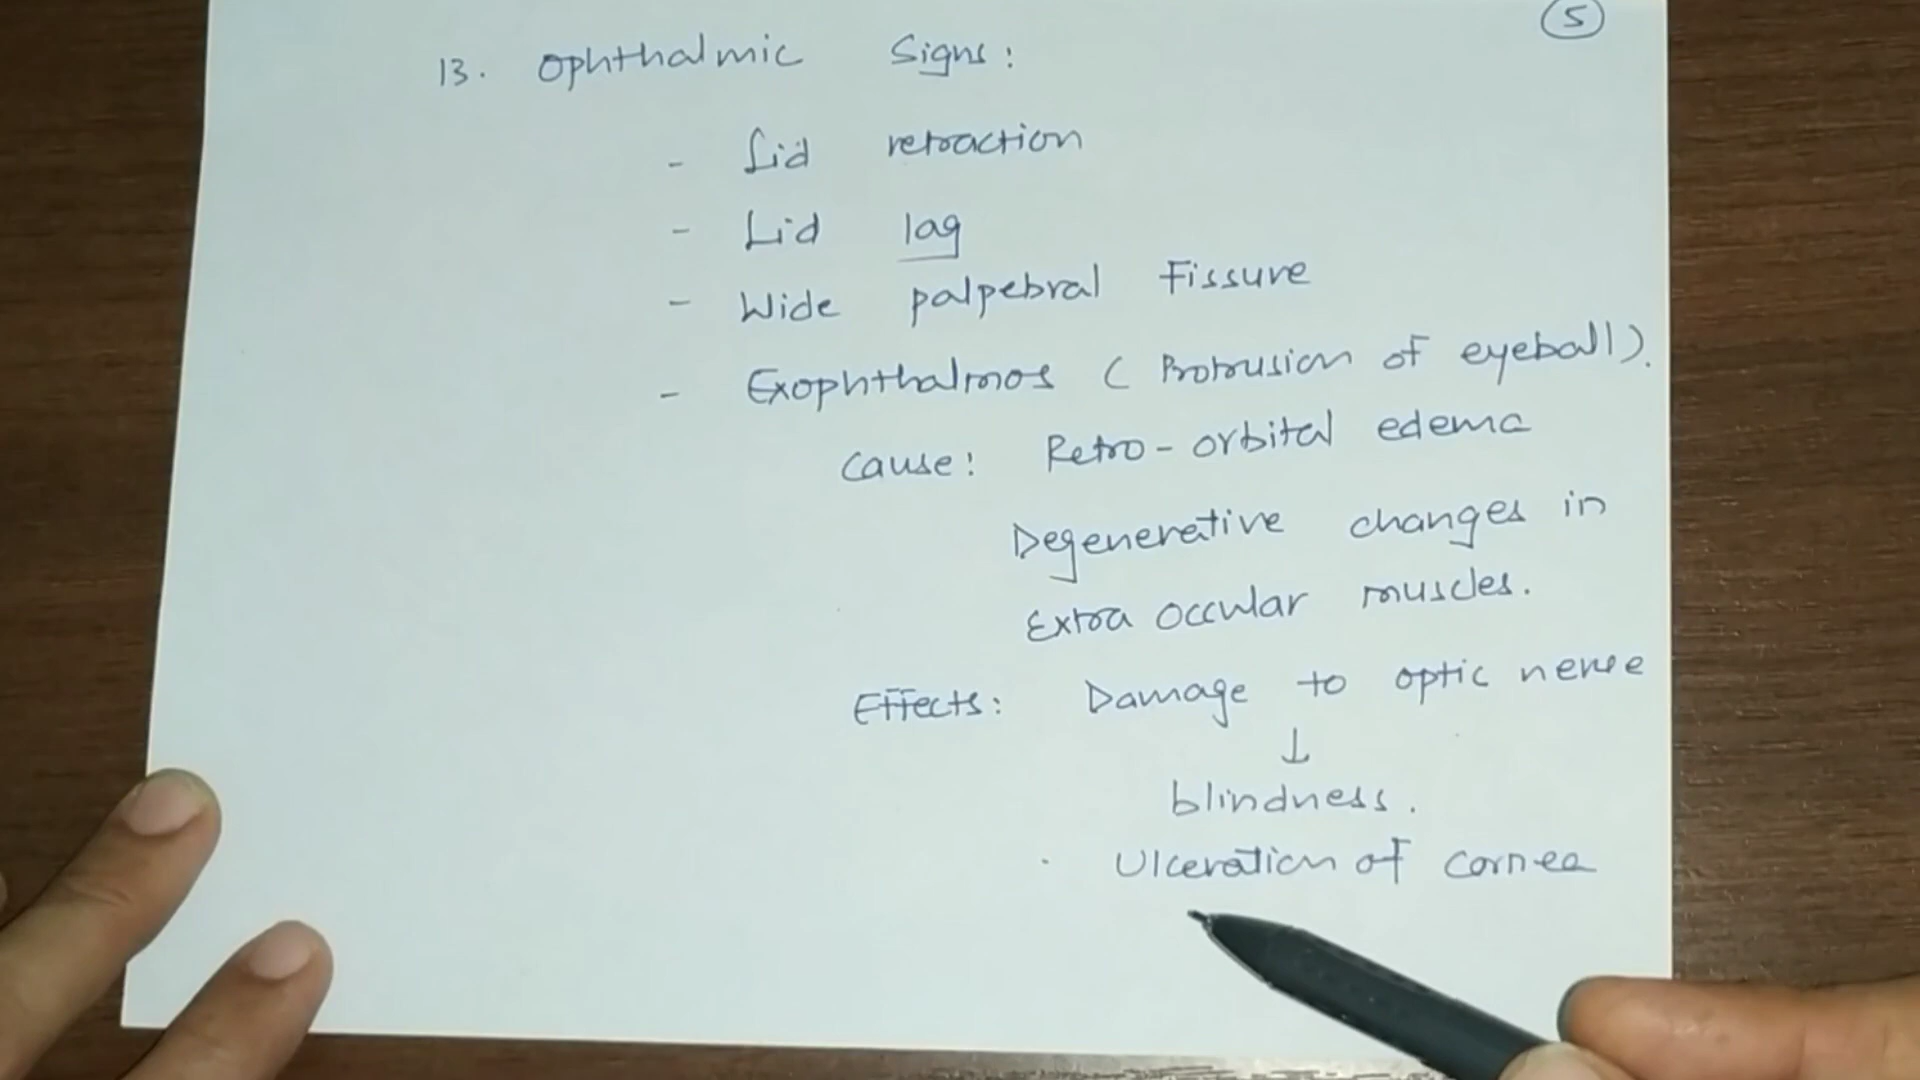 5
13. Ophthalmic Signs:
- Lid retraction
- Lid lag
- Wide palpebral Fissure
- Exophthalmos (Protrusion of eyeball).
Cause: Retro-orbital edema
Degenerative changes in
Extra occular muscles.
Effects: Damage to optic nerve
↓
blindness.
Ulceration of cornea